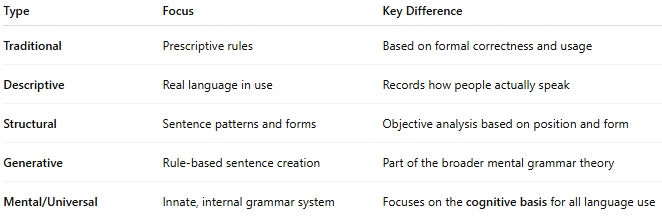 Type Focus Key Difference
Traditional Prescriptive rules Based on formal correctness and usage
Descriptive Real language in use Records how people actually speak
Structural Sentence patterns and forms Objective analysis based on position and form
Generative Rule-based sentence creation Part of the broader mental grammar theory
Mental/Universal Innate, internal grammar system Focuses on the cognitive basis for all language use